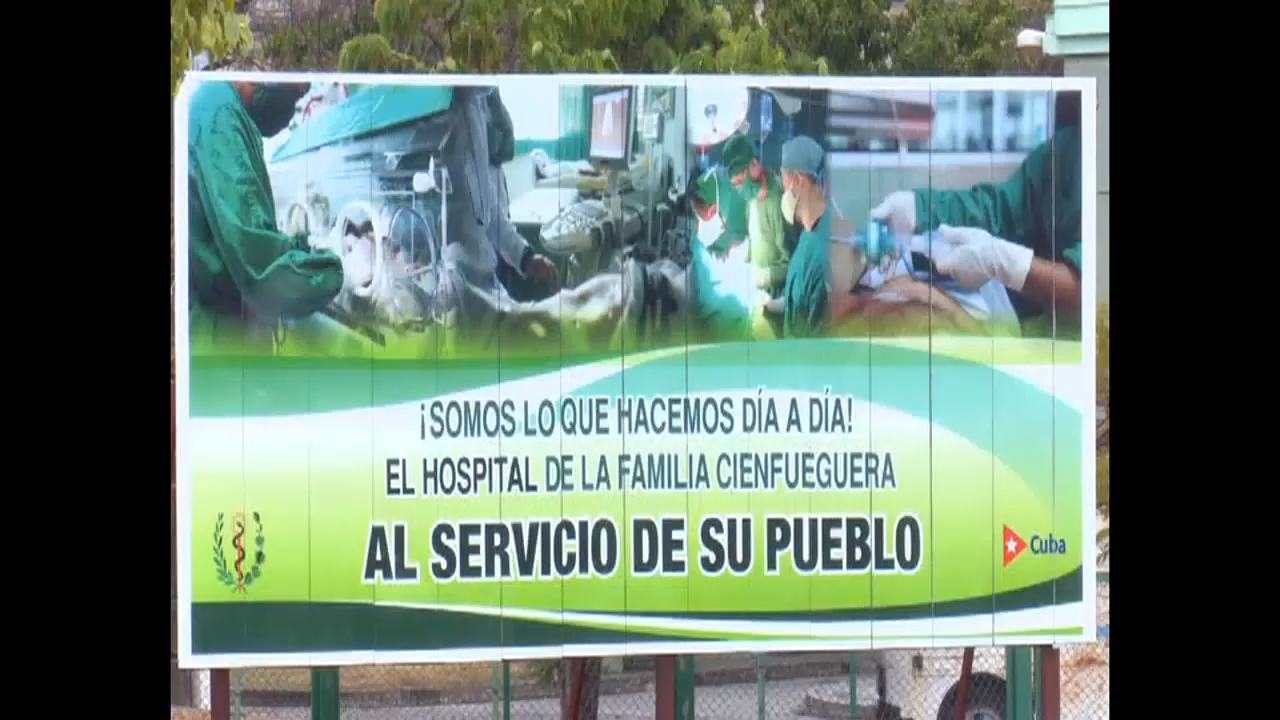 ¡SOMOS LO QUE HACEMOS DÍA A DÍA!
EL HOSPITAL DE LA FAMILIA CIENFUEGUERA
AL SERVICIO DE SU PUEBLO
Cuba